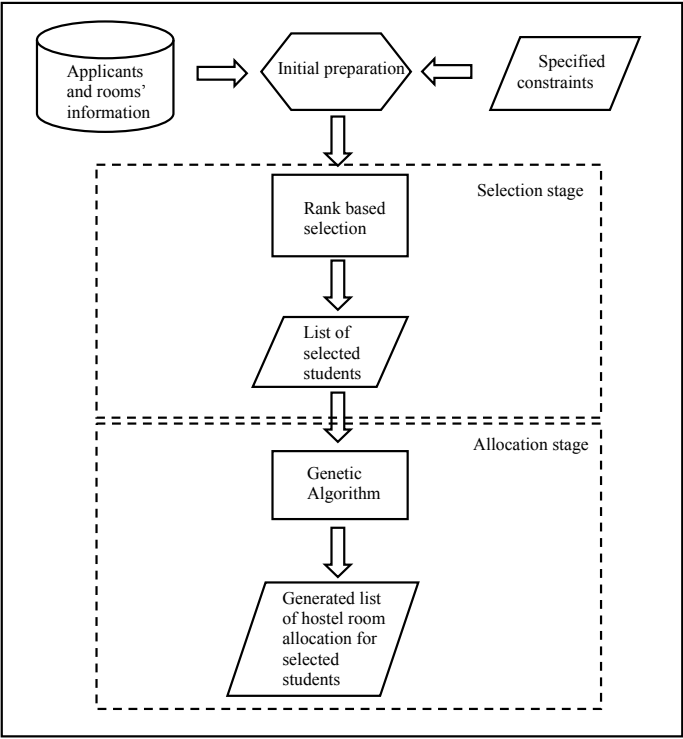 Applicants
and rooms'
information
Initial preparation
Specified
constraints
Selection stage
Rank based
selection
List of
selected
students
Allocation stage
Genetic
Algorithm
Generated list
of hostel room
allocation for
selected
students